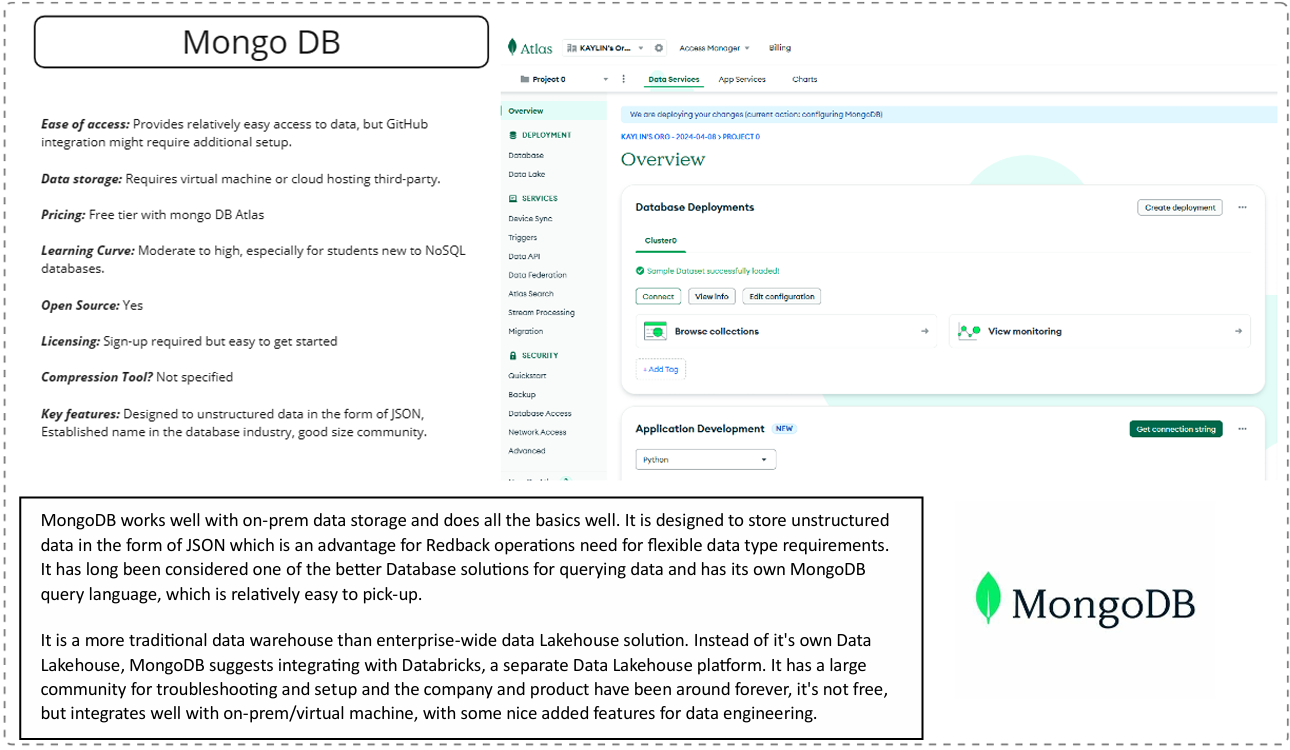 Mongo DB
Ease of access: Provides relatively easy access to data, but GitHub
integration might require additional setup.
Data storage: Requires virtual machine or cloud hosting third-party.
Pricing: Free tier with mongo DB Atlas
Learning Curve: Moderate to high, especially for students new to NoSQL
databases.
Open Source: Yes
Licensing: Sign-up required but easy to get started
Compression Tool? Not specified
Key features: Designed to unstructured data in the form of JSON,
Established name in the database industry, good size community.
Atlas KAYLIN's Or... Access Manager Billing
Project 0 Data Services App Services Charts
Overview
DEPLOYMENT
Database
Data Lake
SERVICES
Device Sync
Triggers
Data API
Data Federation
Atlas Search
Stream Processing
Migration
SECURITY
Quickstart
Backup
Database Access
Network Access
Advanced
We are deploying your changes (current action: configuring MongoDB)
KAYLIN'S ORG - 2024-04-08 > PROJECT 0
Overview
Database Deployments Create deployment
Cluster0
Sample Dataset successfully loaded!
Connect View Info Edit configuration
Browse collections View monitoring
+ Add Tag
Application Development NEW Get connection string
Python
MongoDB works well with on-prem data storage and does all the basics well. It is designed to store unstructured
data in the form of JSON which is an advantage for Redback operations need for flexible data type requirements.
It has long been considered one of the better Database solutions for querying data and has its own MongoDB
query language, which is relatively easy to pick-up.
It is a more traditional data warehouse than enterprise-wide data Lakehouse solution. Instead of it's own Data
Lakehouse, MongoDB suggests integrating with Databricks, a separate Data Lakehouse platform. It has a large
community for troubleshooting and setup and the company and product have been around forever, it's not free,
but integrates well with on-prem/virtual machine, with some nice added features for data engineering.
MongoDB